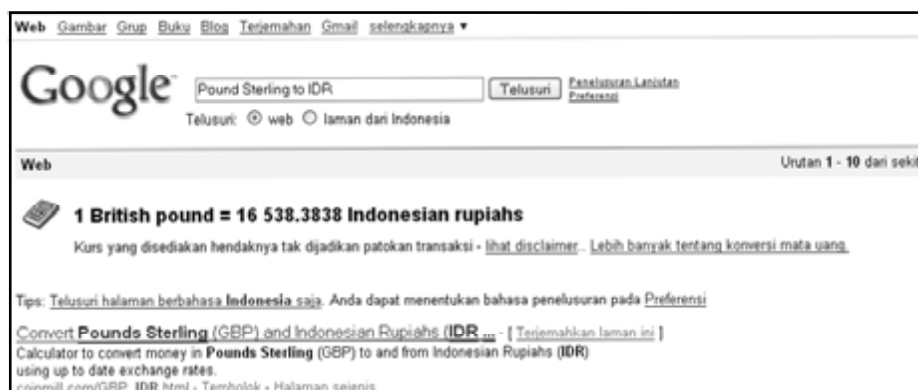 Web Gambar Grup Buku Blog Terjemahan Gmail selengkapnya ▼
Google™ Pound Sterling to IDR Telusuri Penelusuran Lanjutan
Preferensi
Telusuri: web laman dari Indonesia
Web Urutan 1 - 10 dari sekit
1 British pound = 16 538.3838 Indonesian rupiahs
Kurs yang disediakan hendaknya tak dijadikan patokan transaksi - lihat disclaimer.. Lebih banyak tentang konversi mata uang.
Tips: Telusuri halaman berbahasa Indonesia saja. Anda dapat menentukan bahasa penelusuran pada Preferensi
Convert Pounds Sterling (GBP) and Indonesian Rupiahs (IDR ... - [ Terjemahkan laman ini ]
Calculator to convert money in Pounds Sterling (GBP) to and from Indonesian Rupiahs (IDR)
using up to date exchange rates.
coinmill.com/GBP_IDR.html - Tembolok - Halaman sejenis